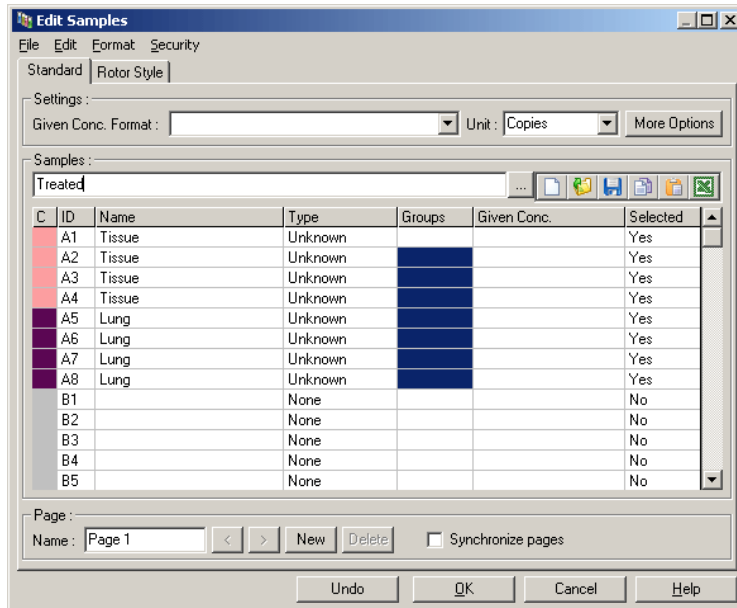 Edit Samples
File Edit Format Security
Standard Rotor Style
Settings :
Given Conc. Format : Unit : Copies More Options
Samples :
Treated ...
C ID Name Type Groups Given Conc. Selected
A1 Tissue Unknown Yes
A2 Tissue Unknown Yes
A3 Tissue Unknown Yes
A4 Tissue Unknown Yes
A5 Lung Unknown Yes
A6 Lung Unknown Yes
A7 Lung Unknown Yes
A8 Lung Unknown Yes
B1 None No
B2 None No
B3 None No
B4 None No
B5 None No
Page :
Name : Page 1 < > New Delete Synchronize pages
Undo OK Cancel Help